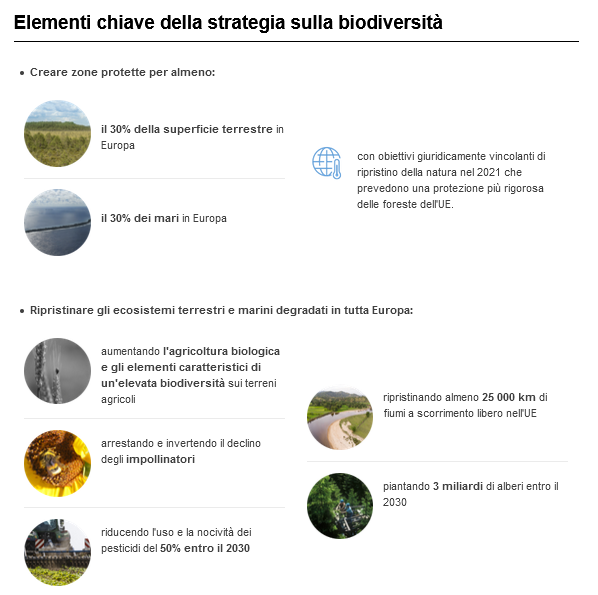 Elementi chiave della strategia sulla biodiversità
• Creare zone protette per almeno:
il 30% della superficie terrestre in
Europa
il 30% dei mari in Europa
con obiettivi giuridicamente vincolanti di
ripristino della natura nel 2021 che
prevedono una protezione più rigorosa
delle foreste dell'UE.
• Ripristinare gli ecosistemi terrestri e marini degradati in tutta Europa:
aumentando l'agricoltura biologica
e gli elementi caratteristici di
un'elevata biodiversità sui terreni
agricoli
arrestando e invertendo il declino
degli impollinatori
riducendo l'uso e la nocività dei
pesticidi del 50% entro il 2030
ripristinando almeno 25 000 km di
fiumi a scorrimento libero nell'UE
piantando 3 miliardi di alberi entro il
2030